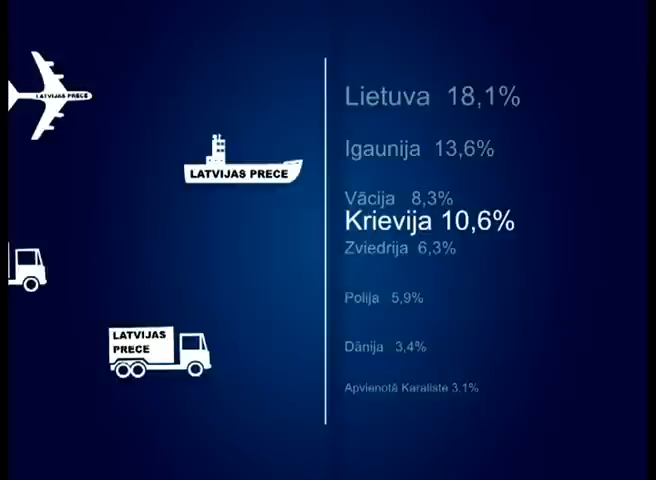 LATVIJAS PRECE
LATVIJAS PRECE
LATVIJAS
PRECE
Lietuva 18,1%
Igaunija 13,6%
Vācija 8,3%
Krievija 10,6%
Zviedrija 6,3%
Polija 5,9%
Dānija 3,4%
Apvienotā Karaliste 3,1%